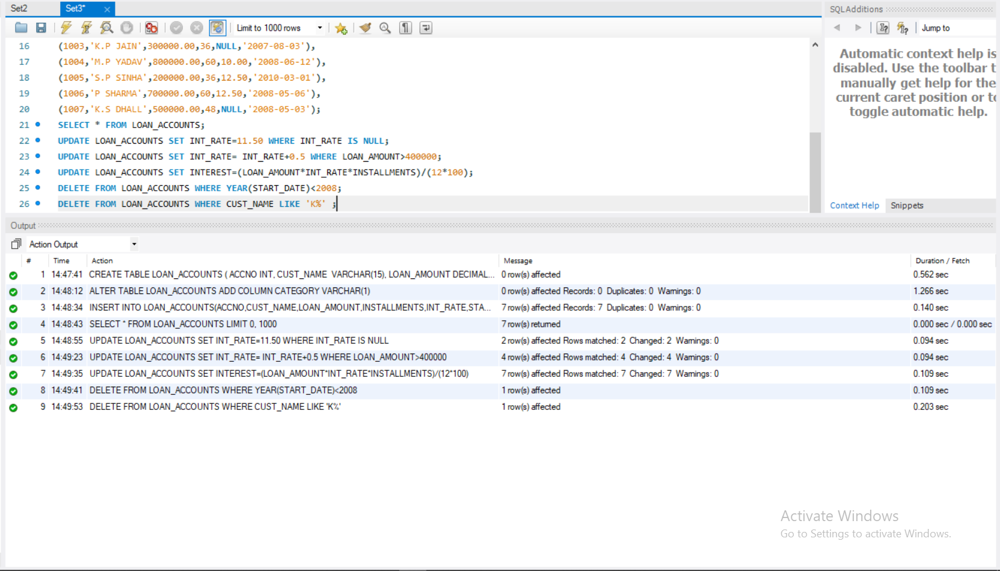 Set2
Set3*
SQLAdditions
Limit to 1000 rows
Jump to
16 (1003,'K.P JAIN',300000.00,36,NULL,'2007-08-03'),
17 (1004,'M.P YADAV',800000.00,60,10.00,'2008-06-12'),
18 (1005,'S.P SINHA',200000.00,36,12.50,'2010-03-01'),
19 (1006,'P SHARMA',700000.00,60,12.50,'2008-05-06'),
20 (1007,'K.S DHALL',500000.00,48,NULL,'2008-05-03');
21 SELECT * FROM LOAN_ACCOUNTS;
22 UPDATE LOAN_ACCOUNTS SET INT_RATE=11.50 WHERE INT_RATE IS NULL;
23 UPDATE LOAN_ACCOUNTS SET INT_RATE= INT_RATE+0.5 WHERE LOAN_AMOUNT>400000;
24 UPDATE LOAN_ACCOUNTS SET INTEREST=(LOAN_AMOUNT*INT_RATE*INSTALLMENTS)/(12*100);
25 DELETE FROM LOAN_ACCOUNTS WHERE YEAR(START_DATE)<2008;
26 DELETE FROM LOAN_ACCOUNTS WHERE CUST_NAME LIKE 'K%' ;
Automatic context help is
disabled. Use the toolbar t
manually get help for the
current caret position or to
toggle automatic help.
Context Help Snippets
Output
Action Output
# Time Action Message Duration / Fetch
1 14:47:41 CREATE TABLE LOAN_ACCOUNTS ( ACCNO INT, CUST_NAME VARCHAR(15), LOAN_AMOUNT DECIMAL... 0 row(s) affected 0.562 sec
2 14:48:12 ALTER TABLE LOAN_ACCOUNTS ADD COLUMN CATEGORY VARCHAR(1) 0 row(s) affected Records: 0 Duplicates: 0 Warnings: 0 1.266 sec
3 14:48:34 INSERT INTO LOAN_ACCOUNTS(ACCNO,CUST_NAME,LOAN_AMOUNT,INSTALLMENTS,INT_RATE,STA... 7 row(s) affected Records: 7 Duplicates: 0 Warnings: 0 0.140 sec
4 14:48:43 SELECT * FROM LOAN_ACCOUNTS LIMIT 0, 1000 7 row(s) returned 0.000 sec / 0.000 sec
5 14:48:55 UPDATE LOAN_ACCOUNTS SET INT_RATE=11.50 WHERE INT_RATE IS NULL 2 row(s) affected Rows matched: 2 Changed: 2 Warnings: 0 0.094 sec
6 14:49:23 UPDATE LOAN_ACCOUNTS SET INT_RATE= INT_RATE+0.5 WHERE LOAN_AMOUNT>400000 4 row(s) affected Rows matched: 4 Changed: 4 Warnings: 0 0.094 sec
7 14:49:35 UPDATE LOAN_ACCOUNTS SET INTEREST=(LOAN_AMOUNT*INT_RATE*INSTALLMENTS)/(12*100) 7 row(s) affected Rows matched: 7 Changed: 7 Warnings: 0 0.109 sec
8 14:49:41 DELETE FROM LOAN_ACCOUNTS WHERE YEAR(START_DATE)<2008 1 row(s) affected 0.109 sec
9 14:49:53 DELETE FROM LOAN_ACCOUNTS WHERE CUST_NAME LIKE 'K%' 1 row(s) affected 0.203 sec
Activate Windows
Go to Settings to activate Windows.